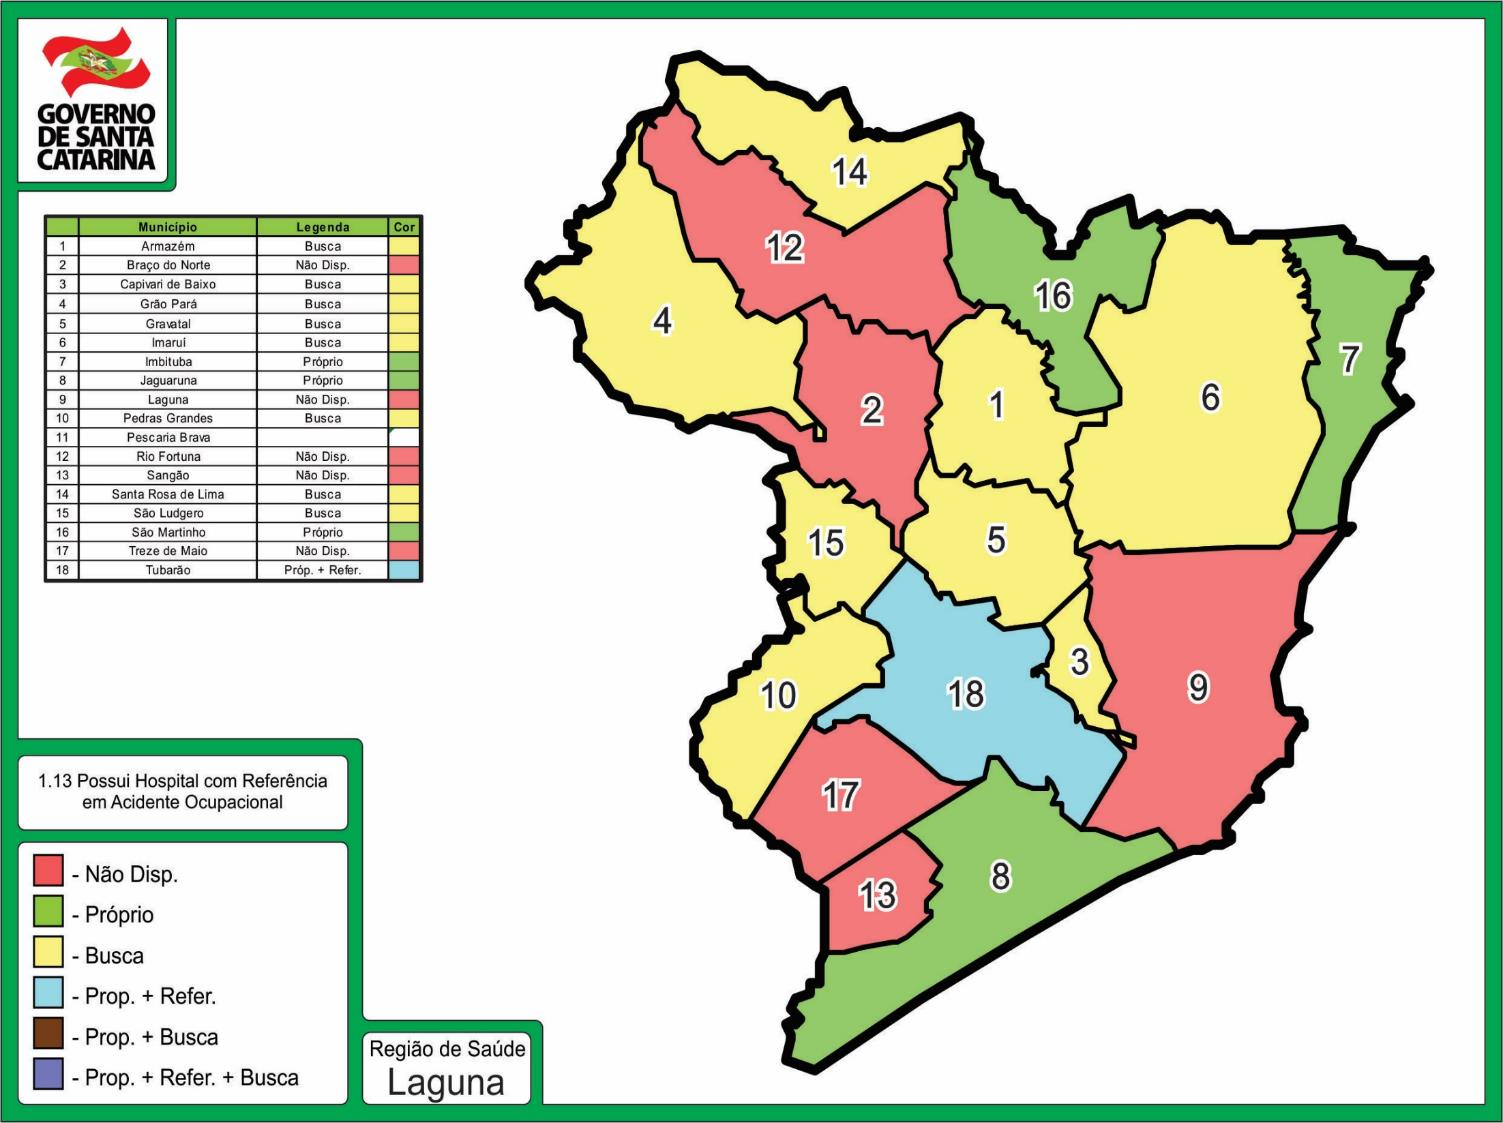 GOVERNO
DE SANTA
CATARINA
Município Legenda Cor
1 Armazém Busca
2 Braço do Norte Não Disp.
3 Capivari de Baixo Busca
4 Grão Pará Busca
5 Gravatal Busca
6 Imaruí Busca
7 Imbituba Próprio
8 Jaguaruna Próprio
9 Laguna Não Disp.
10 Pedras Grandes Busca
11 Pescaria Brava
12 Rio Fortuna Não Disp.
13 Sangão Não Disp.
14 Santa Rosa de Lima Busca
15 São Ludgero Busca
16 São Martinho Próprio
17 Treze de Maio Não Disp.
18 Tubarão Próp. + Refer.
14
12
16
4
7
6
1
2
5
15
3
9
18
10
17
8
13
1.13 Possui Hospital com Referência
em Acidente Ocupacional
- Não Disp.
- Próprio
- Busca
- Prop. + Refer.
- Prop. + Busca
- Prop. + Refer. + Busca
Região de Saúde
Laguna